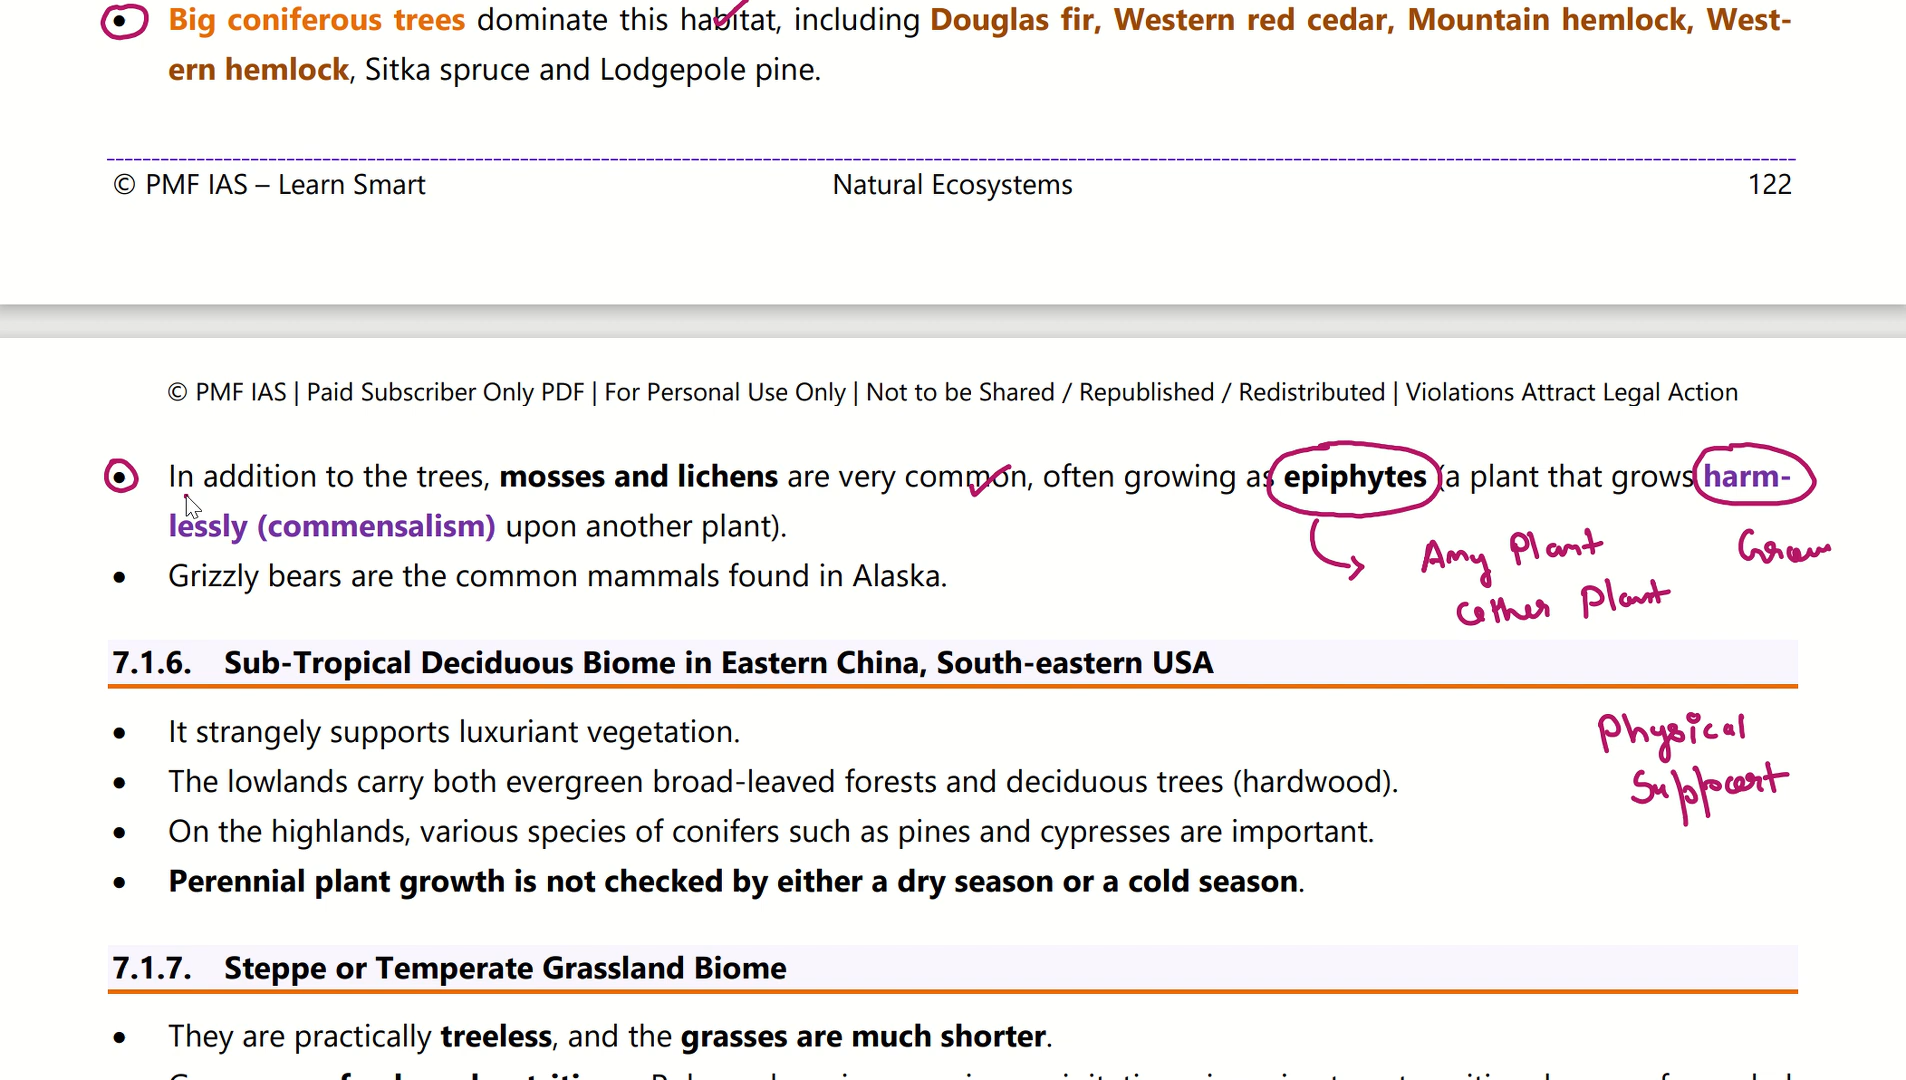 • Big coniferous trees dominate this habitat, including Douglas fir, Western red cedar, Mountain hemlock, West-
ern hemlock, Sitka spruce and Lodgepole pine.
© PMF IAS – Learn Smart Natural Ecosystems 122
© PMF IAS | Paid Subscriber Only PDF | For Personal Use Only | Not to be Shared / Republished / Redistributed | Violations Attract Legal Action
• In addition to the trees, mosses and lichens are very common, often growing as epiphytes (a plant that grows harm-
lessly (commensalism) upon another plant).
Any Plant Grow
• Grizzly bears are the common mammals found in Alaska.
other Plant
7.1.6. Sub-Tropical Deciduous Biome in Eastern China, South-eastern USA
• It strangely supports luxuriant vegetation.
Physical
• The lowlands carry both evergreen broad-leaved forests and deciduous trees (hardwood).
Support
• On the highlands, various species of conifers such as pines and cypresses are important.
• Perennial plant growth is not checked by either a dry season or a cold season.
7.1.7. Steppe or Temperate Grassland Biome
• They are practically treeless, and the grasses are much shorter.